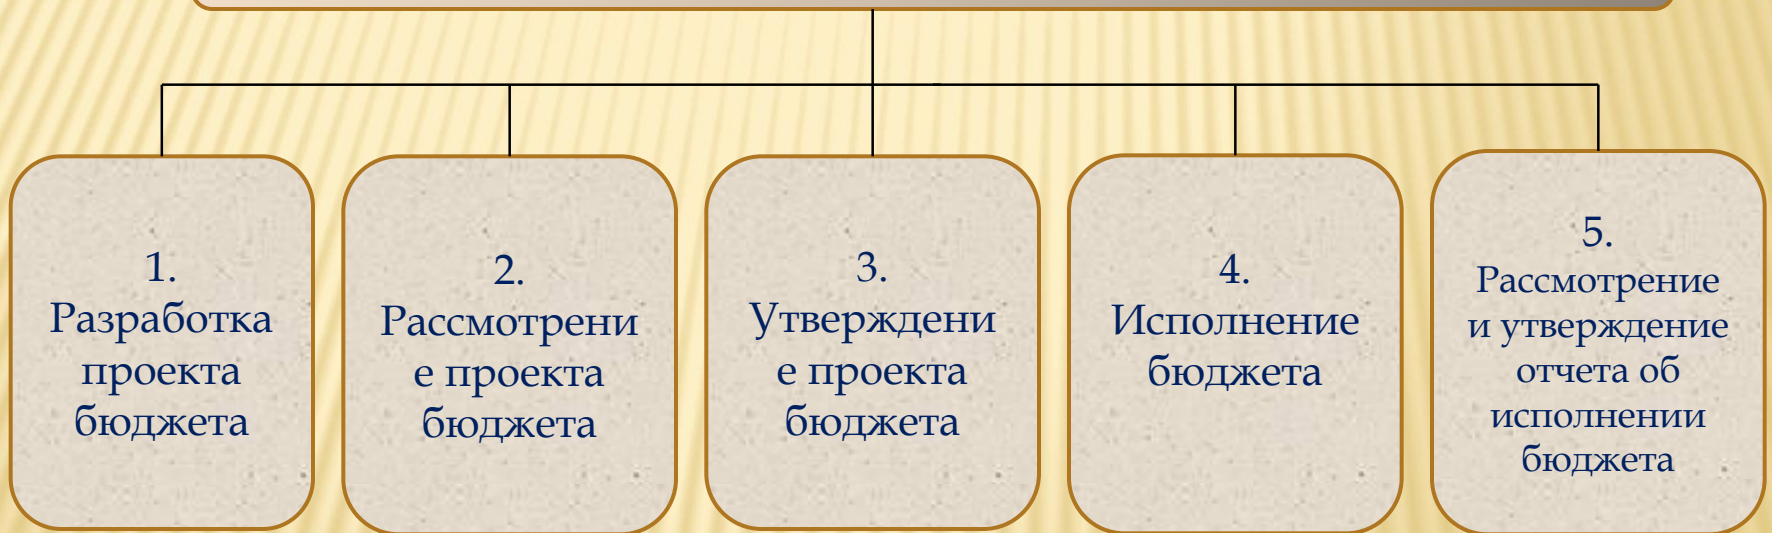 1.
Разработка
проекта
бюджета
2.
Рассмотрени
е проекта
бюджета
3.
Утверждени
е проекта
бюджета
4.
Исполнение
бюджета
5.
Рассмотрение
и утверждение
отчета об
исполнении
бюджета